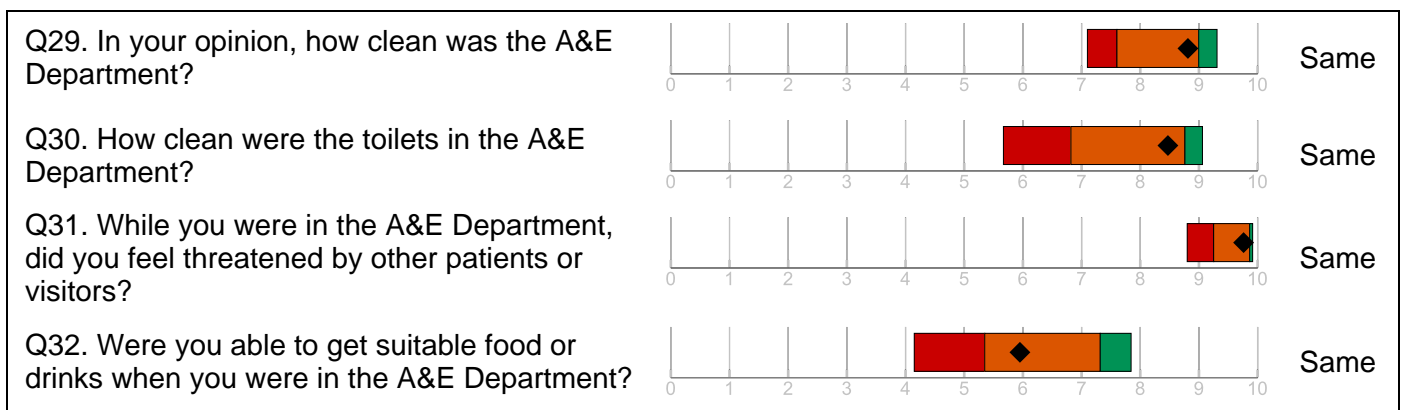 Q29. In your opinion, how clean was the A&E
Department?
Same
0 1 2 3 4 5 6 7 8 9 10
Q30. How clean were the toilets in the A&E
Department?
Same
0 1 2 3 4 5 6 7 8 9 10
Q31. While you were in the A&E Department,
did you feel threatened by other patients or
visitors?
Same
0 1 2 3 4 5 6 7 8 9 10
Q32. Were you able to get suitable food or
drinks when you were in the A&E Department?
Same
0 1 2 3 4 5 6 7 8 9 10